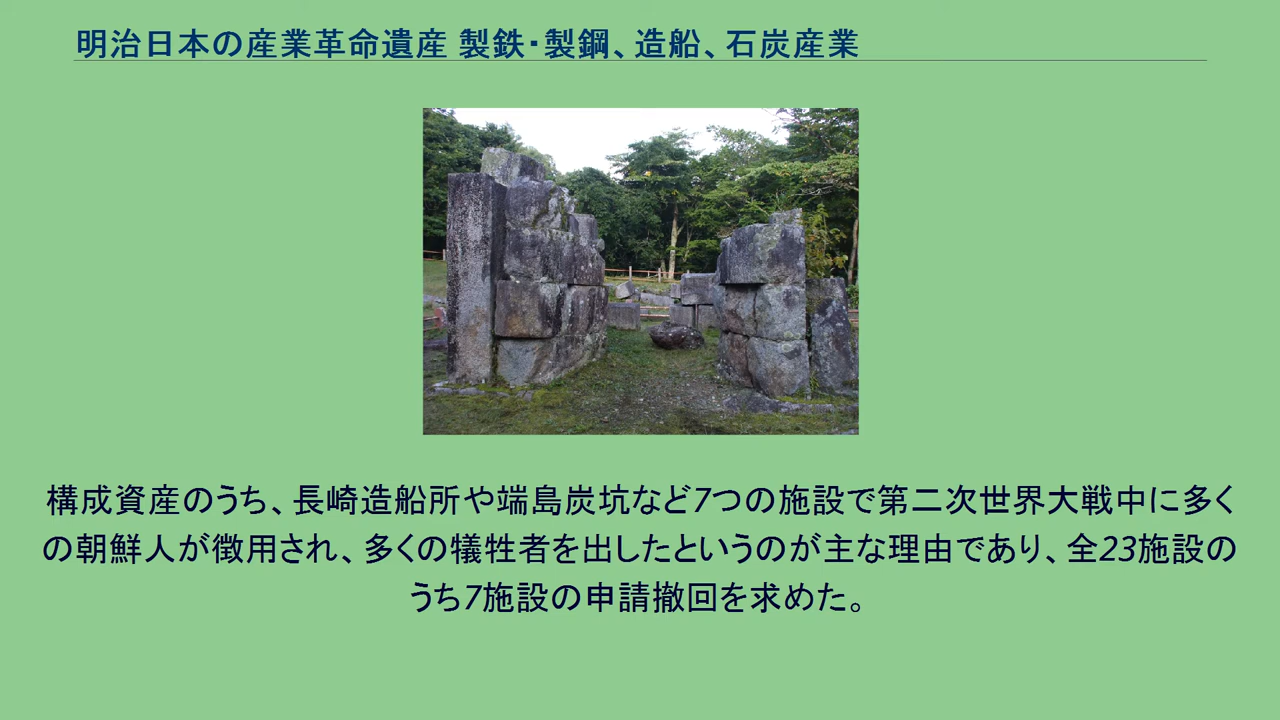 明治日本の産業革命遺産 製鉄・製鋼、造船、石炭産業
構成資産のうち、長崎造船所や端島炭坑など7つの施設で第二次世界大戦中に多く
の朝鮮人が徴用され、多くの犠牲者を出したというのが主な理由であり、全23施設の
うち7施設の申請撤回を求めた。